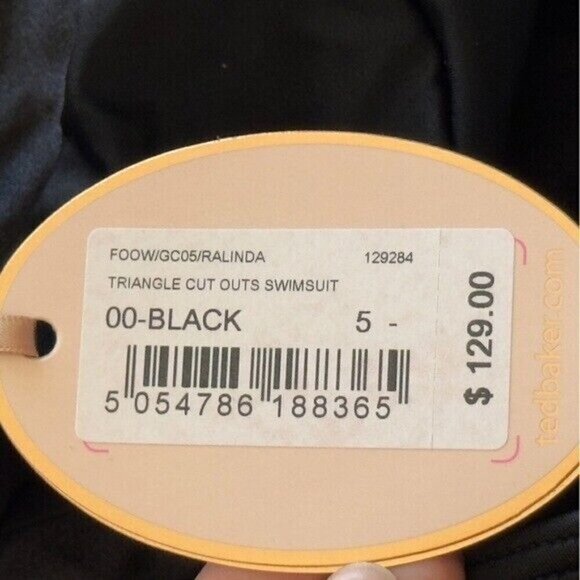 FOOW/GC05/RALINDA 129284
TRIANGLE CUT OUTS SWIMSUIT
00-BLACK 5 -
5 054786 188365
$ 129.00
tedbaker.com